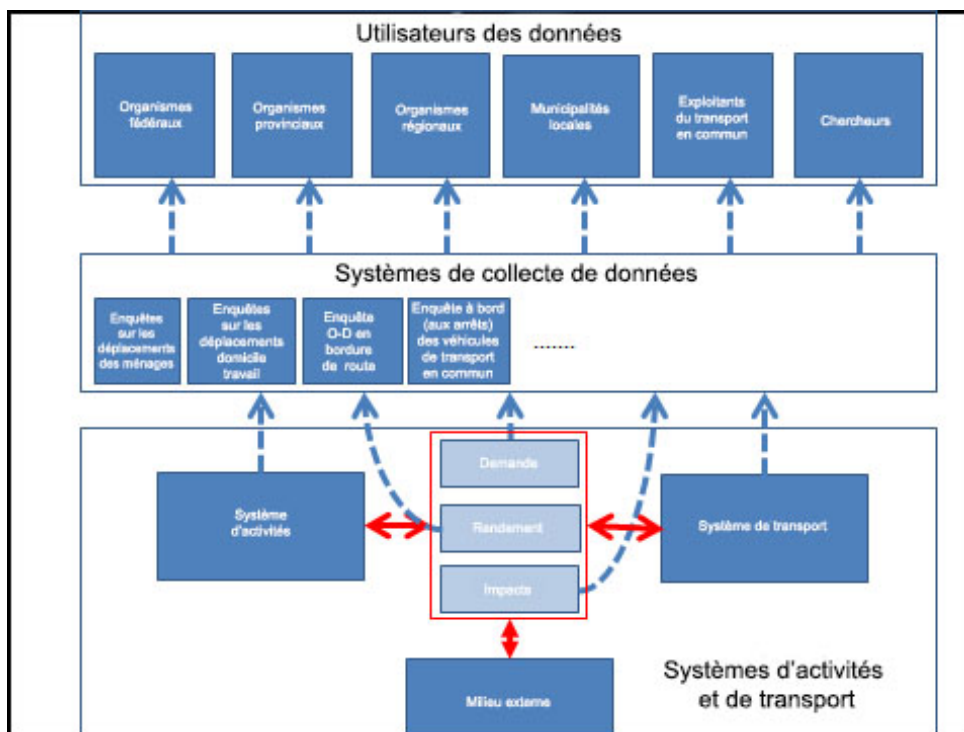 Utilisateurs des données
Organismes
fédéraux
Organismes
provinciaux
Organismes
régionaux
Municipalités
locales
Exploitants
du transport
en commun
Chercheurs
Systèmes de collecte de données
Enquêtes
sur les
déplacements
des ménages
Enquêtes
sur les
déplacements
domicile
travail
Enquête
O-D en
bordure
de route
Enquête à bord
(aux arrêts)
des véhicules
de transport
en commun
.......
Demande
Système
d'activités
Rendement
Système de transport
Impacts
Milieu externe
Systèmes d'activités
et de transport